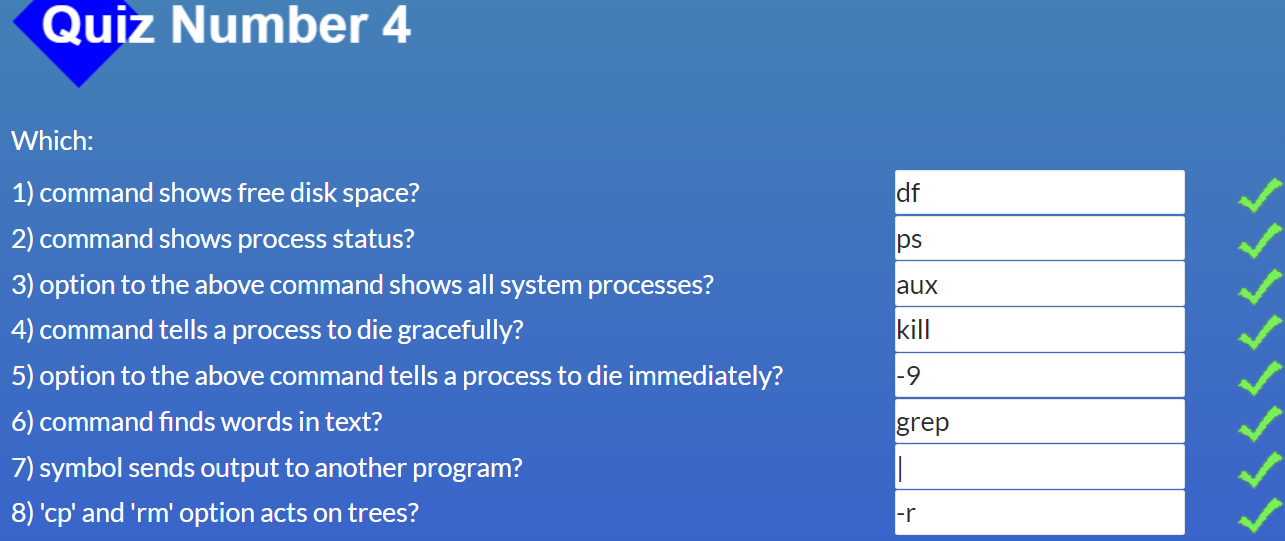 Quiz Number 4
Which:
1) command shows free disk space? df
2) command shows process status? ps
3) option to the above command shows all system processes? aux
4) command tells a process to die gracefully? kill
5) option to the above command tells a process to die immediately? -9
6) command finds words in text? grep
7) symbol sends output to another program? |
8) 'cp' and 'rm' option acts on trees? -r